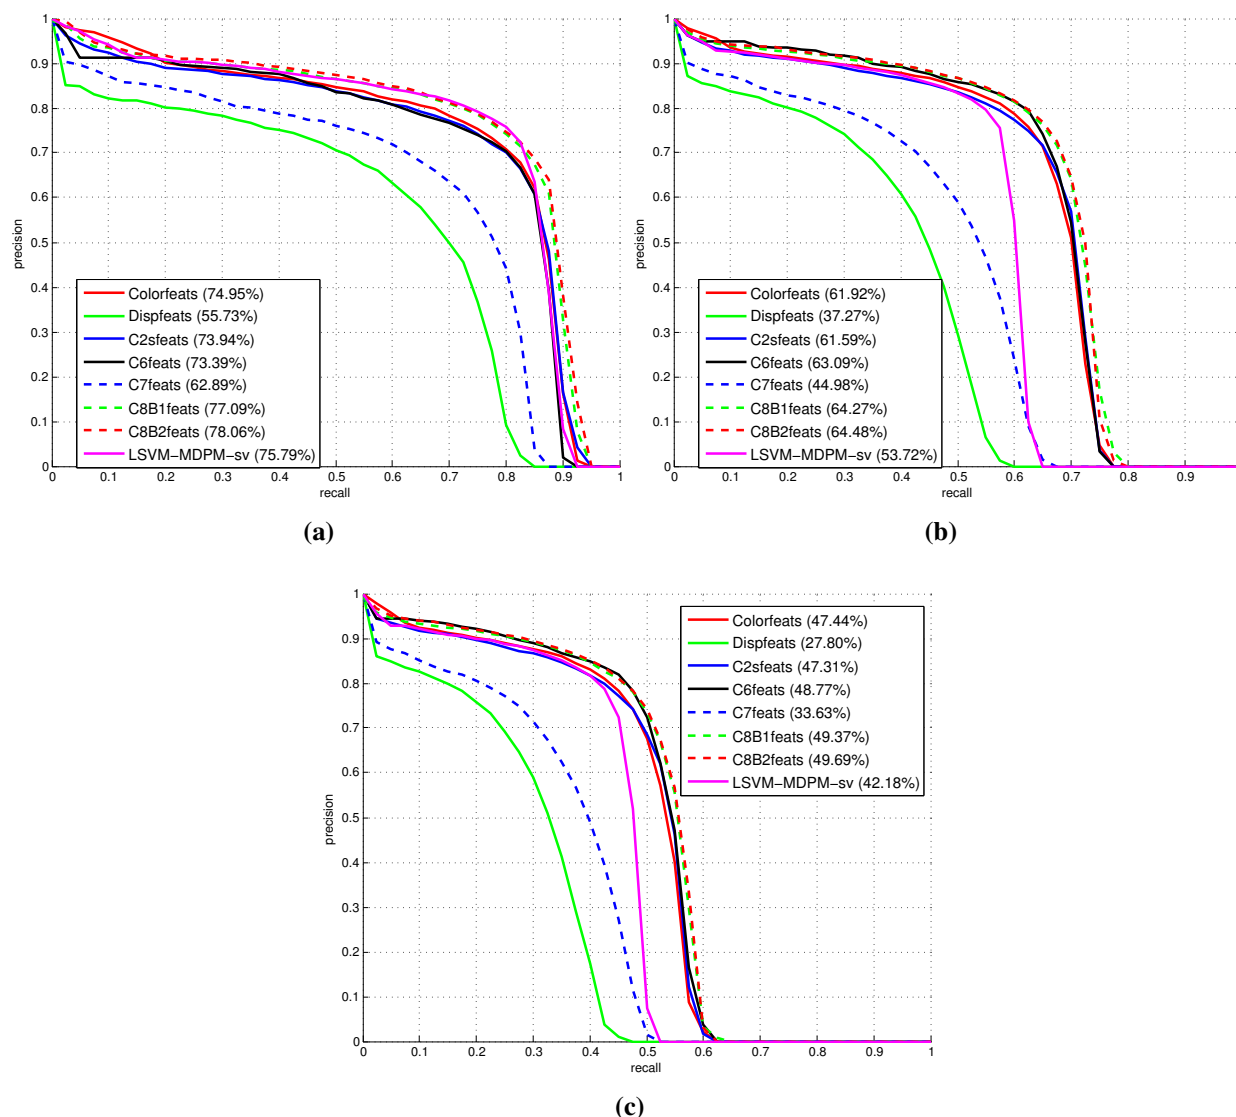 1
0.9
0.8
0.7
0.6
0.5
0.4
0.3
0.2
0.1
0
precision
Colorfeats (74.95%)
Dispfeats (55.73%)
C2sfeats (73.94%)
C6feats (73.39%)
C7feats (62.89%)
C8B1feats (77.09%)
C8B2feats (78.06%)
LSVM−MDPM−sv (75.79%)
0 0.1 0.2 0.3 0.4 0.5 0.6 0.7 0.8 0.9 1
recall
(a)
1
0.9
0.8
0.7
0.6
0.5
0.4
0.3
0.2
0.1
0
precision
Colorfeats (61.92%)
Dispfeats (37.27%)
C2sfeats (61.59%)
C6feats (63.09%)
C7feats (44.98%)
C8B1feats (64.27%)
C8B2feats (64.48%)
LSVM−MDPM−sv (53.72%)
0 0.1 0.2 0.3 0.4 0.5 0.6 0.7 0.8 0.9
recall
(b)
1
0.9
0.8
0.7
0.6
0.5
0.4
0.3
0.2
0.1
0
precision
Colorfeats (47.44%)
Dispfeats (27.80%)
C2sfeats (47.31%)
C6feats (48.77%)
C7feats (33.63%)
C8B1feats (49.37%)
C8B2feats (49.69%)
LSVM−MDPM−sv (42.18%)
0 0.1 0.2 0.3 0.4 0.5 0.6 0.7 0.8 0.9 1
recall
(c)